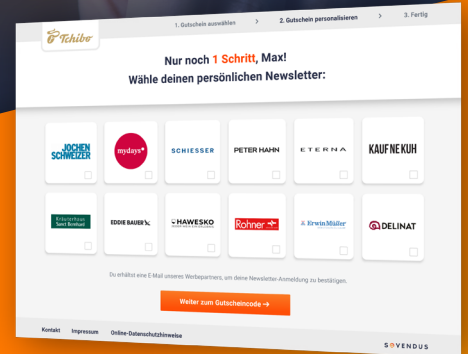 Tchibo
1. Gutschein auswählen > 2. Gutschein personalisieren > 3. Fertig
Nur noch 1 Schritt, Max!
Wähle deinen persönlichen Newsletter:
JOCHEN
SCHWEIZER
mydays
SCHIESSER
PETER HAHN
ETERNA
KAUF NE KUH
Kräuterhaus
Sanct Bernhard
EDDIE BAUER
HAWESKO
Rohner
Erwin Müller
DELINAT
Du erhältst eine E-Mail unseres Werbepartners, um deine Newsletter-Anmeldung zu bestätigen.
Weiter zum Gutscheincode →
Kontakt Impressum Online-Datenschutzhinweise
SOVENDUS